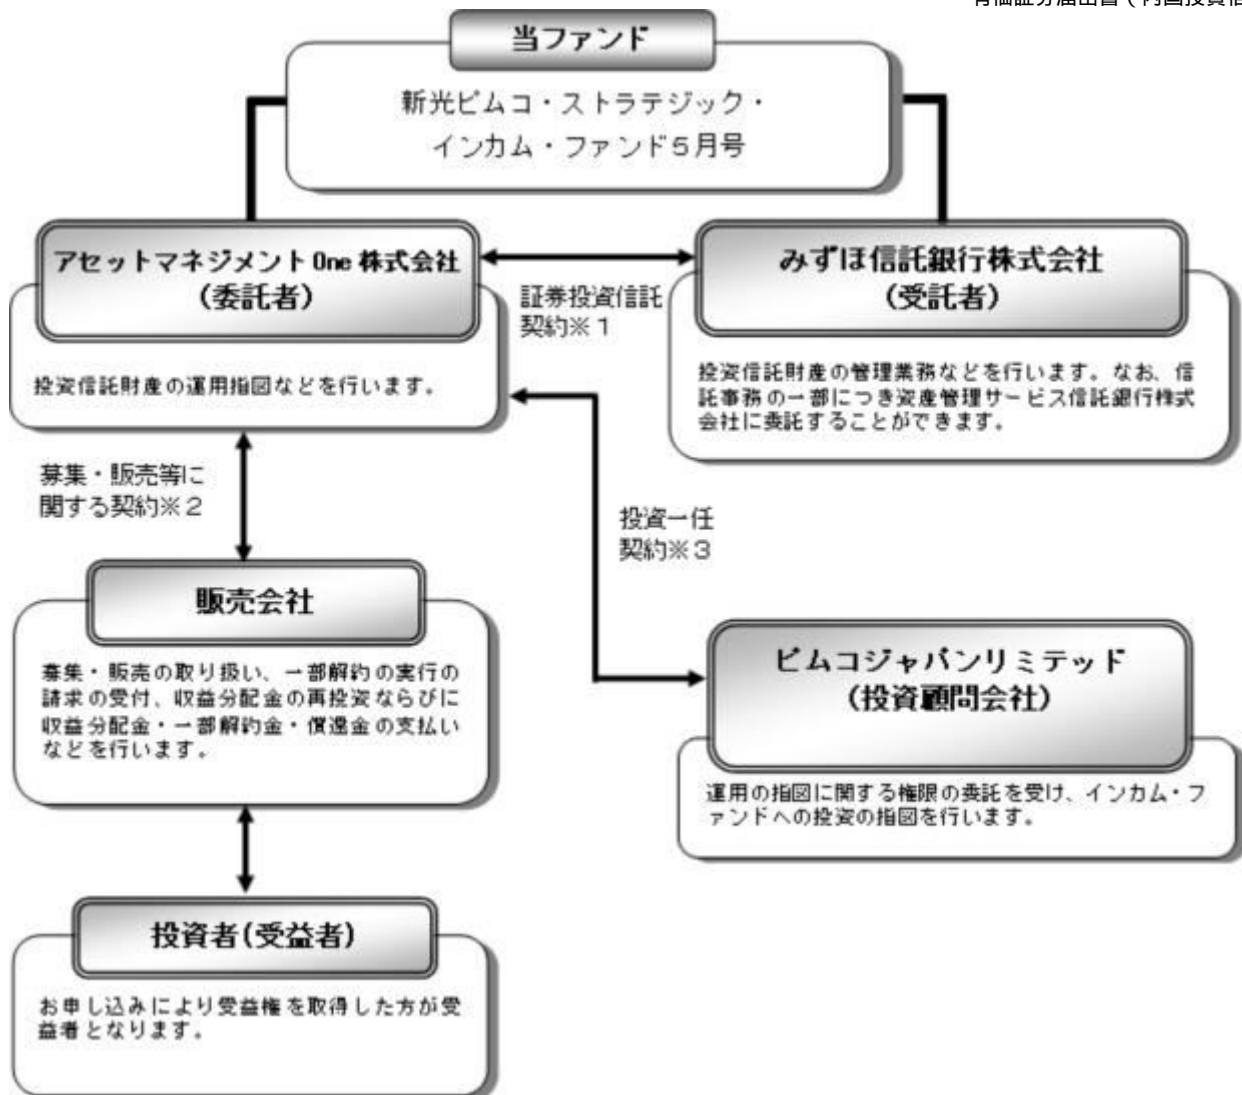 当ファンド
新光ピムコ・ストラテジック・
インカム・ファンド５月号
アセットマネジメントOne 株式会社
（委託者）
投資信託財産の運用指図などを行います。
証券投資信託
契約※１
みずほ信託銀行株式会社
（受託者）
投資信託財産の管理業務などを行います。なお、信
託事務の一部につき資産管理サービス信託銀行株式
会社に委託することができます。
募集・販売等に
関する契約※２
投資一任
契約※３
販売会社
募集・販売の取り扱い、一部解約の実行の
請求の受付、収益分配金の再投資ならびに
収益分配金・一部解約金・償還金の支払い
などを行います。
ピムコジャパンリミテッド
（投資顧問会社）
運用の指図に関する権限の委託を受け、インカム・フ
ァンドへの投資の指図を行います。
投資者(受益者)
お申し込みにより受益権を取得した方が受
益者となります。